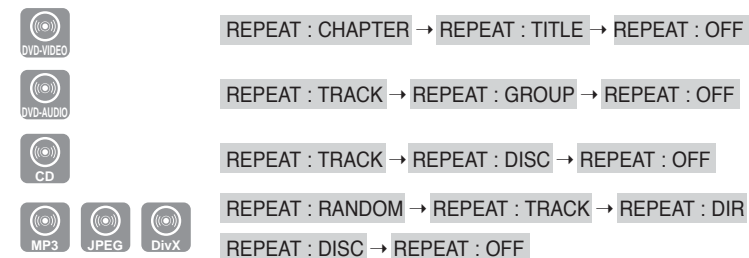 DVD-VIDEO REPEAT : CHAPTER ➝ REPEAT : TITLE ➝ REPEAT : OFF
DVD-AUDIO REPEAT : TRACK ➝ REPEAT : GROUP ➝ REPEAT : OFF
CD REPEAT : TRACK ➝ REPEAT : DISC ➝ REPEAT : OFF
MP3 JPEG DivX REPEAT : RANDOM ➝ REPEAT : TRACK ➝ REPEAT : DIR
REPEAT : DISC ➝ REPEAT : OFF